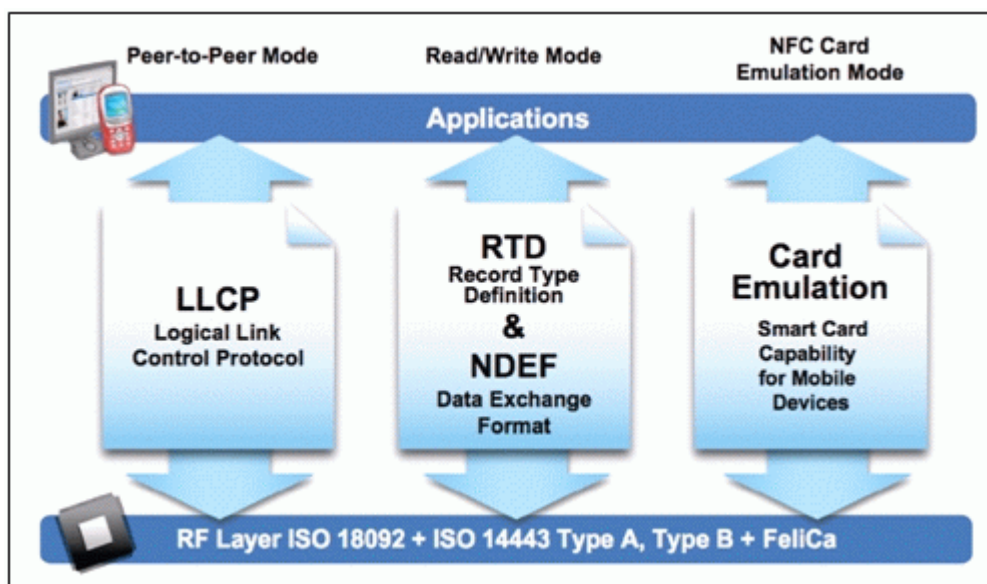 Peer-to-Peer Mode
Read/Write Mode
NFC Card
Emulation Mode
Applications
LLCP
Logical Link
Control Protocol
RTD
Record Type
Definition
&
NDEF
Data Exchange
Format
Card
Emulation
Smart Card
Capability
for Mobile
Devices
RF Layer ISO 18092 + ISO 14443 Type A, Type B + FeliCa